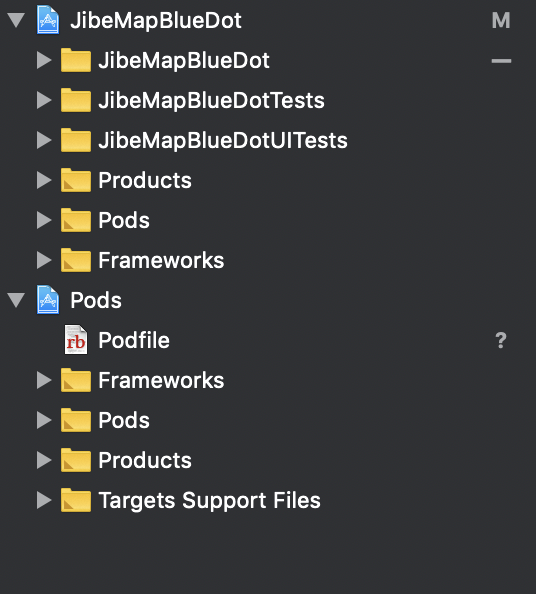 JibeMapBlueDot M
JibeMapBlueDot –
JibeMapBlueDotTests
JibeMapBlueDotUITests
Products
Pods
Frameworks
Pods
rb Podfile ?
Frameworks
Pods
Products
Targets Support Files